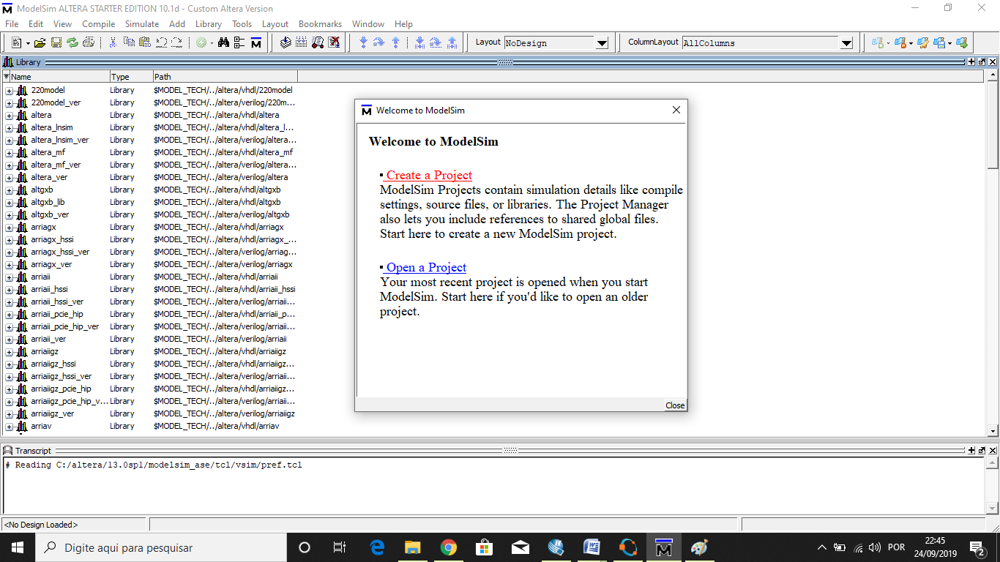 ModelSim ALTERA STARTER EDITION 10.1d - Custom Altera Version
File Edit View Compile Simulate Add Library Tools Layout Bookmarks Window Help
Layout NoDesign ColumnLayout AllColumns
Library
Name Type Path
220model Library $MODEL_TECH/../altera/vhdl/220model
220model_ver Library $MODEL_TECH/../altera/verilog/220m...
altera Library $MODEL_TECH/../altera/vhdl/altera
altera_lnsim Library $MODEL_TECH/../altera/vhdl/altera_l...
altera_lnsim_ver Library $MODEL_TECH/../altera/verilog/altera...
altera_mf Library $MODEL_TECH/../altera/vhdl/altera_mf
altera_mf_ver Library $MODEL_TECH/../altera/verilog/altera...
altera_ver Library $MODEL_TECH/../altera/verilog/altera
altgxb Library $MODEL_TECH/../altera/vhdl/altgxb
altgxb_lib Library $MODEL_TECH/../altera/vhdl/altgxb
altgxb_ver Library $MODEL_TECH/../altera/verilog/altgxb
arriagx Library $MODEL_TECH/../altera/vhdl/arriagx
arriagx_hssi Library $MODEL_TECH/../altera/vhdl/arriagx_...
arriagx_hssi_ver Library $MODEL_TECH/../altera/verilog/arriag...
arriagx_ver Library $MODEL_TECH/../altera/verilog/arriagx
arriaii Library $MODEL_TECH/../altera/vhdl/arriaii
arriaii_hssi Library $MODEL_TECH/../altera/vhdl/arriaii_hssi
arriaii_hssi_ver Library $MODEL_TECH/../altera/verilog/arriaii...
arriaii_pcie_hip Library $MODEL_TECH/../altera/vhdl/arriaii_p...
arriaii_pcie_hip_ver Library $MODEL_TECH/../altera/verilog/arriaii...
arriaii_ver Library $MODEL_TECH/../altera/verilog/arriaii
arriaiigz Library $MODEL_TECH/../altera/vhdl/arriaiigz
arriaiigz_hssi Library $MODEL_TECH/../altera/vhdl/arriaiigz...
arriaiigz_hssi_ver Library $MODEL_TECH/../altera/verilog/arriaii...
arriaiigz_pcie_hip Library $MODEL_TECH/../altera/vhdl/arriaiigz...
arriaiigz_pcie_hip_v... Library $MODEL_TECH/../altera/verilog/arriaii...
arriaiigz_ver Library $MODEL_TECH/../altera/verilog/arriaiigz
arriav Library $MODEL_TECH/../altera/vhdl/arriav
Welcome to ModelSim
Welcome to ModelSim
Create a Project
ModelSim Projects contain simulation details like compile
settings, source files, or libraries. The Project Manager
also lets you include references to shared global files.
Start here to create a new ModelSim project.
Open a Project
Your most recent project is opened when you start
ModelSim. Start here if you'd like to open an older
project.
Close
Transcript
# Reading C:/altera/13.0sp1/modelsim_ase/tcl/vsim/pref.tcl
<No Design Loaded>
Digite aqui para pesquisar
POR
22:45
24/09/2019
2